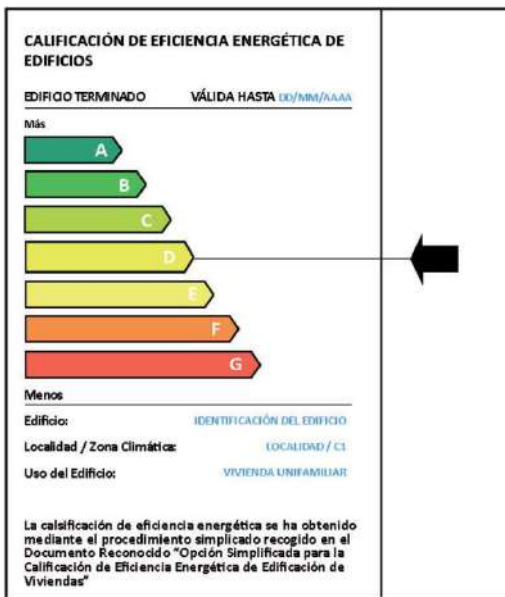 CALIFICACIÓN DE EFICIENCIA ENERGÉTICA DE
EDIFICIOS
EDIFICIO TERMINADO VÁLIDA HASTA DD/MM/AAAA
Más
A
B
C
D
E
F
G
Menos
Edificio: IDENTIFICACIÓN DEL EDIFICIO
Localidad / Zona Climática: LOCALIDAD / C1
Uso del Edificio: VIVIENDA UNIFAMILIAR
La calsificación de eficiencia energética se ha obtenido
mediante el procedimiento simplicado recogido en el
Documento Reconocido "Opción Simplificada para la
Calificación de Eficiencia Energética de Edificación de
Viviendas"